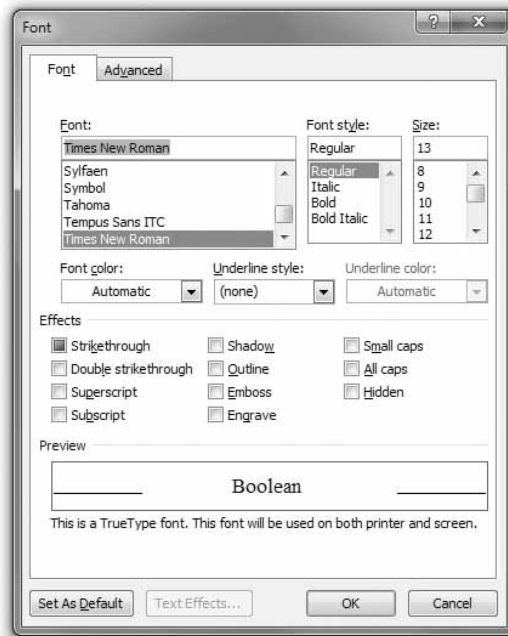 Font
? X
Font Advanced
Font: Font style: Size:
Times New Roman Regular 13
Sylfaen Regular 8
Symbol Italic 9
Tahoma Bold 10
Tempus Sans ITC Bold Italic 11
Times New Roman 12
Font color: Underline style: Underline color:
Automatic (none) Automatic
Effects
Strikethrough Shadow Small caps
Double strikethrough Outline All caps
Superscript Emboss Hidden
Subscript Engrave
Preview
Boolean
This is a TrueType font. This font will be used on both printer and screen.
Set As Default Text Effects... OK Cancel